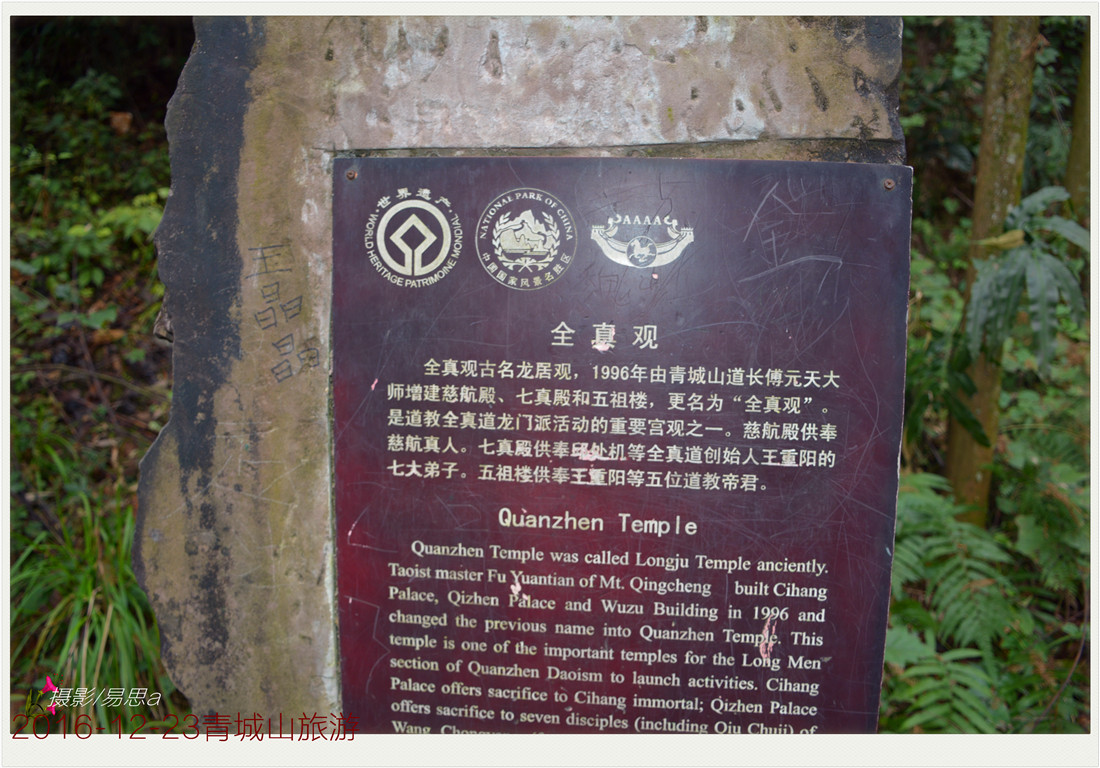 世界遗产
WORLD HERITAGE PATRIMOINE MONDIAL
NATIONAL PARK OF CHINA
中国国家风景名胜区
AAAA
全真观
全真观古名龙居观，1996年由青城山道长傅元天大
师增建慈航殿、七真殿和五祖楼，更名为“全真观”。
是道教全真道龙门派活动的重要宫观之一。慈航殿供奉
慈航真人。七真殿供奉邱处机等全真道创始人王重阳的
七大弟子。五祖楼供奉王重阳等五位道教帝君。
Quanzhen Temple
Quanzhen Temple was called Longju Temple anciently.
Taoist master Fu Yuantian of Mt. Qingcheng built Cihang
Palace, Qizhen Palace and Wuzu Building in 1996 and
changed the previous name into Quanzhen Temple. This
temple is one of the important temples for the Long Men
section of Quanzhen Daoism to launch activities. Cihang
Palace offers sacrifice to Cihang immortal; Qizhen Palace
offers sacrifice to seven disciples (including Qiu Chuji) of
摄影/易思a
2016-12-23青城山旅游